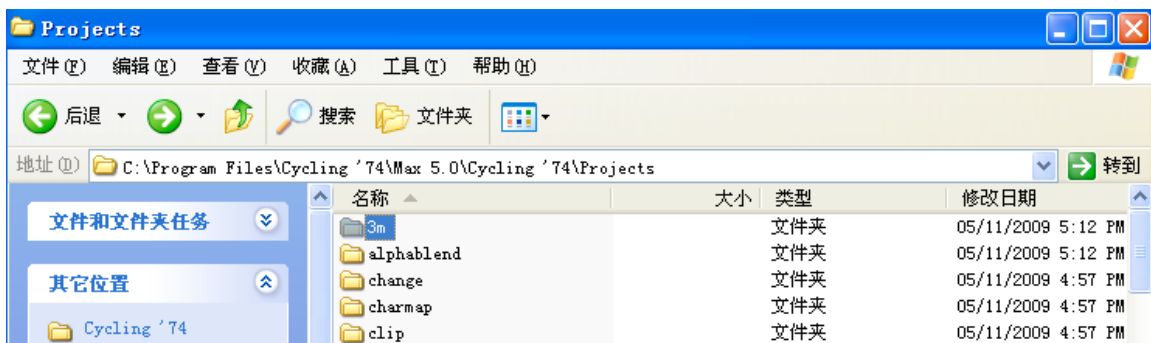 Projects
文件(F) 编辑(E) 查看(V) 收藏(A) 工具(T) 帮助(H)
后退 搜索 文件夹
地址(D) C:\Program Files\Cycling '74\Max 5.0\Cycling '74\Projects 转到
文件和文件夹任务
其它位置
Cycling '74
名称 大小 类型 修改日期
3m 文件夹 05/11/2009 5:12 PM
alphablend 文件夹 05/11/2009 5:12 PM
change 文件夹 05/11/2009 4:57 PM
charmap 文件夹 05/11/2009 4:57 PM
clip 文件夹 05/11/2009 4:57 PM